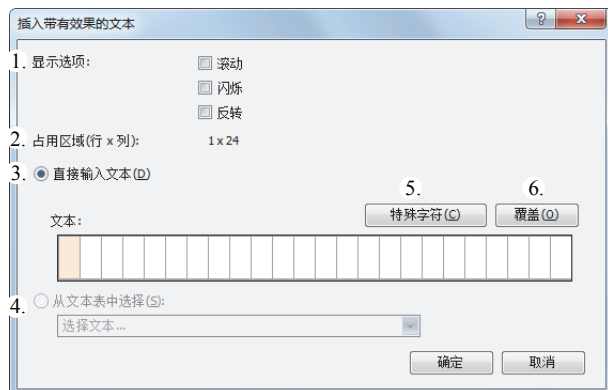 插入带有效果的文本
1. 显示选项: 滚动
闪烁
反转
2. 占用区域(行 x 列): 1 x 24
3. 直接输入文本(D)
5. 6.
文本: 特殊字符(C) 覆盖(O)
4. 从文本表中选择(S):
选择文本...
确定 取消